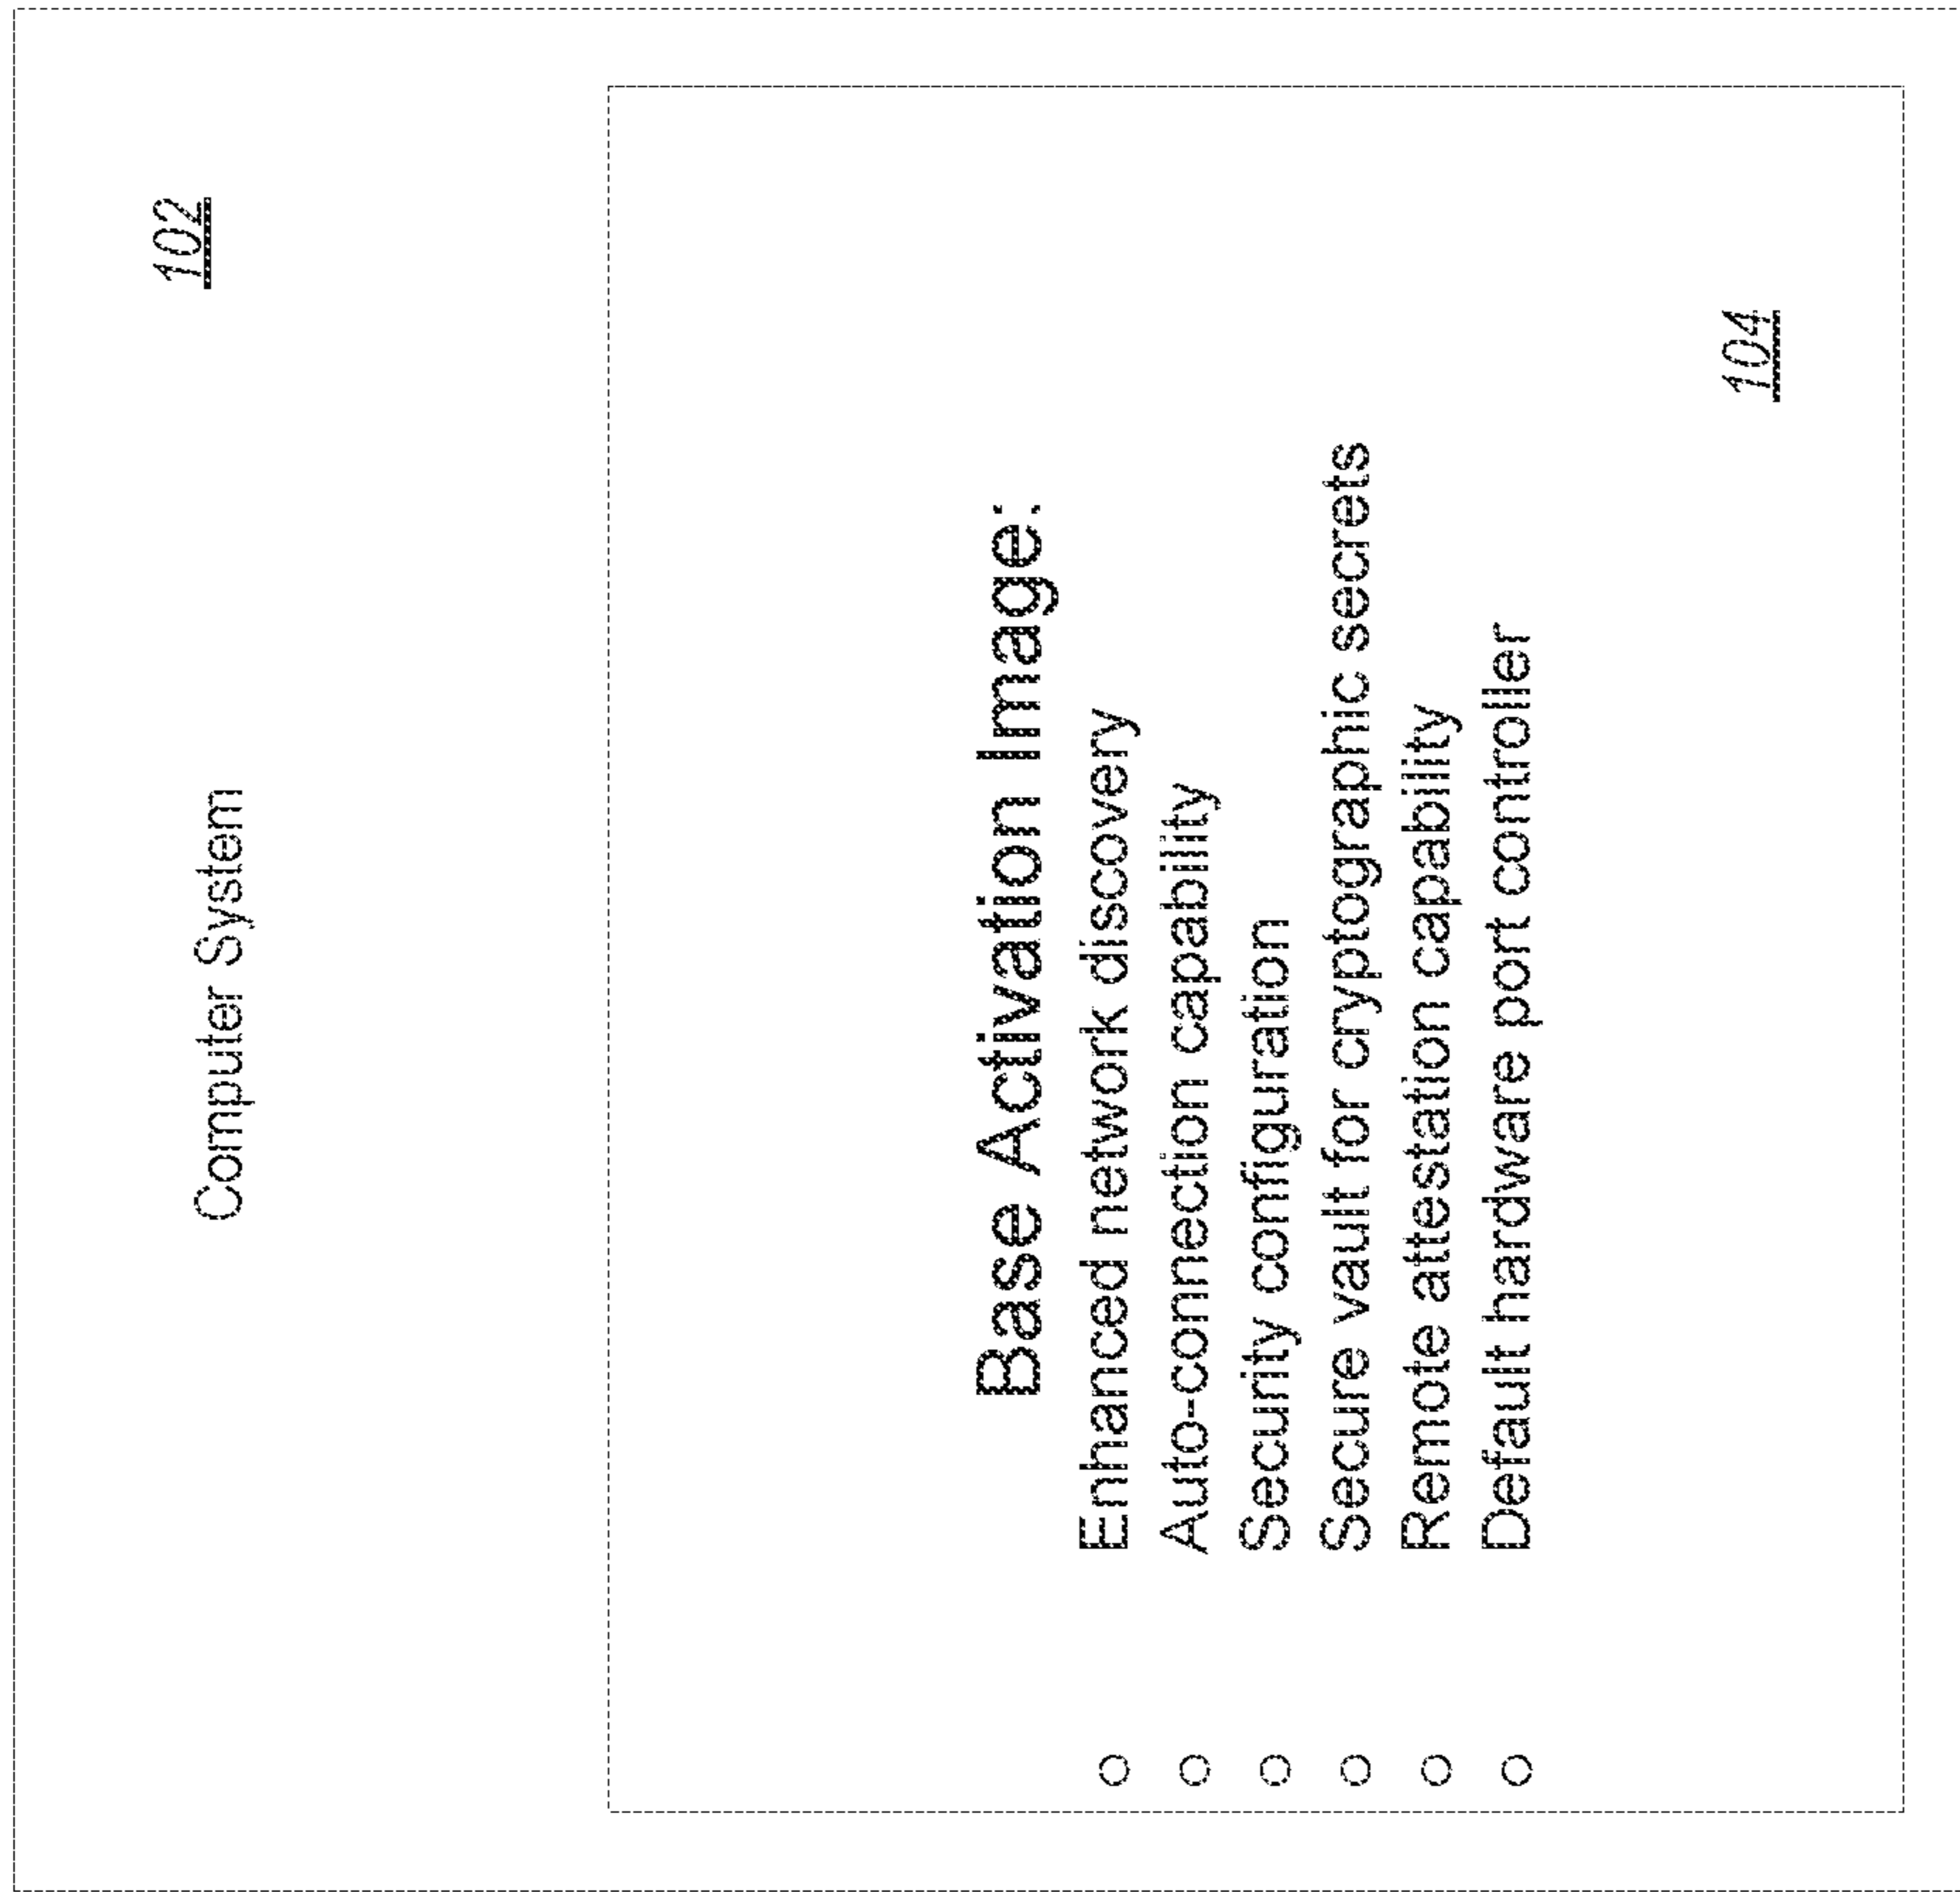 102
Computer System
Base Activation Image:
○ Enhanced network discovery
○ Auto-connection capability
○ Security configuration
○ Secure vault for cryptographic secrets
○ Remote attestation capability
○ Default hardware port controller
104